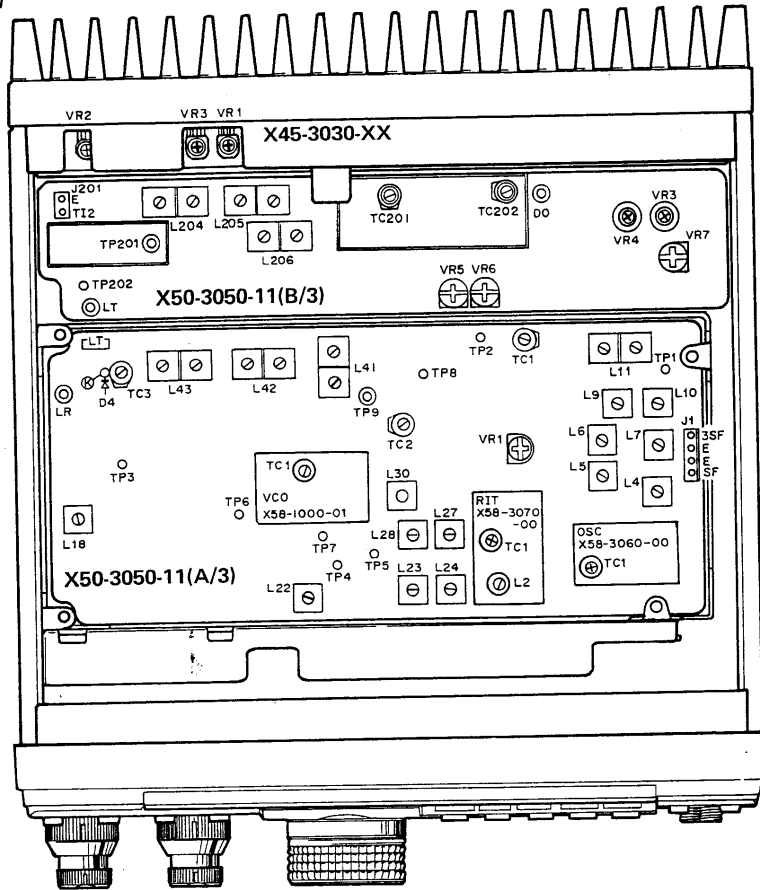 VR2
VR3 VR1
X45-3030-XX
J201
E
TI2
L204
L205
L206
TC201
TC202
DO
VR3
VR4
VR7
TP201
TP202
LT
X50-3050-11(B/3)
VR5 VR6
LT
TP2
TC1
L11
TP1
K
D4
TC3
L43
L42
L41
TP8
TP9
LR
L9
L10
TC2
VR1
L6
L7
J1
3SF
E
E
SF
L5
L4
TP3
TC1
VCO
X58-1000-01
L30
TP6
RIT
X58-3070
-00
TC1
L2
OSC
X58-3060-00
TC1
L18
L28
L27
TP7
TP4
TP5
L23
L24
L22
X50-3050-11(A/3)